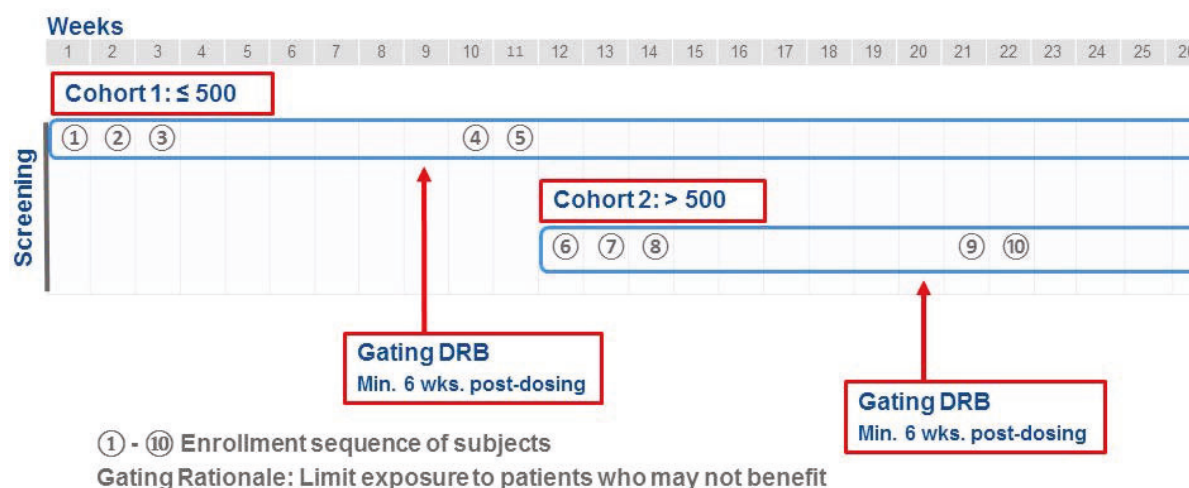 Weeks
1 2 3 4 5 6 7 8 9 10 11 12 13 14 15 16 17 18 19 20 21 22 23 24 25
Cohort 1: ≤ 500
Screening
① ② ③ ④ ⑤
Cohort 2: > 500
⑥ ⑦ ⑧ ⑨ ⑩
Gating DRB
Min. 6 wks. post-dosing
Gating DRB
Min. 6 wks. post-dosing
① - ⑩ Enrollment sequence of subjects
Gating Rationale: Limit exposure to patients who may not benefit